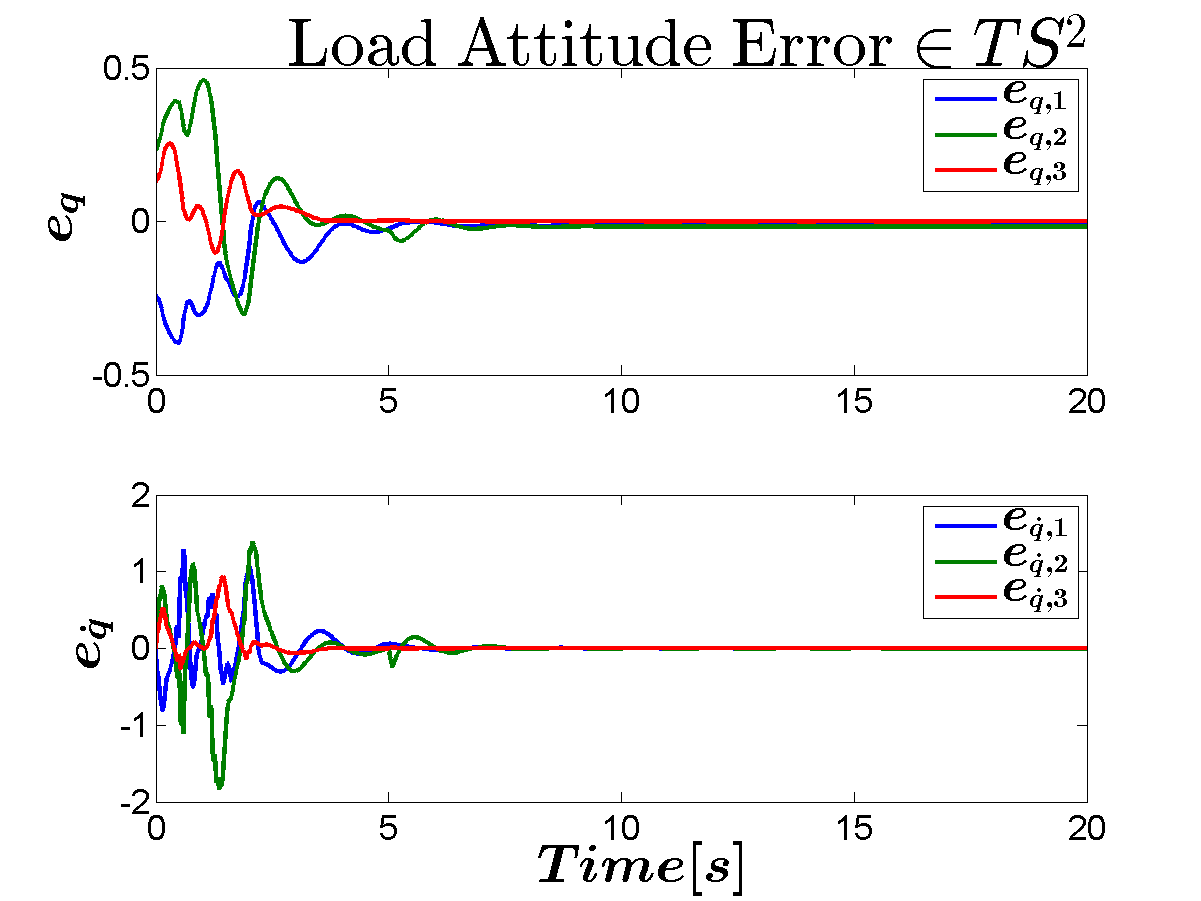 Load Attitude Error ∈ TS²
0.5
0
-0.5
e_q
e_{q,1}
e_{q,2}
e_{q,3}
0 5 10 15 20
2
1
0
-1
-2
e_{q̇}
e_{q̇,1}
e_{q̇,2}
e_{q̇,3}
0 5 10 15 20
Time[s]